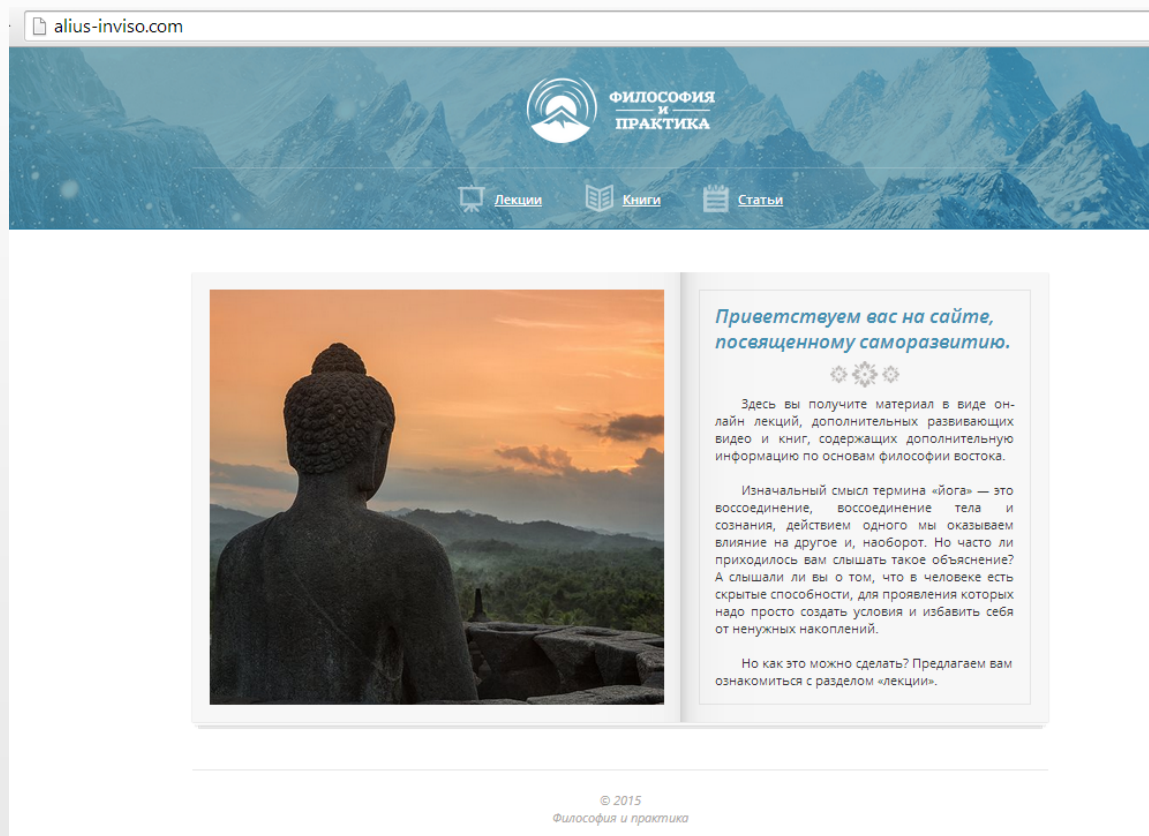 alius-inviso.com
ФИЛОСОФИЯ
И
ПРАКТИКА
Лекции
Книги
Статьи
Приветствуем вас на сайте,
посвященному саморазвитию.
Здесь вы получите материал в виде он-
лайн лекций, дополнительных развивающих
видео и книг, содержащих дополнительную
информацию по основам философии востока.
Изначальный смысл термина «йога» — это
воссоединение, воссоединение тела и
сознания, действием одного мы оказываем
влияние на другое и, наоборот. Но часто ли
приходилось вам слышать такое объяснение?
А слышали ли вы о том, что в человеке есть
скрытые способности, для проявления которых
надо просто создать условия и избавить себя
от ненужных накоплений.
Но как это можно сделать? Предлагаем вам
ознакомиться с разделом «лекции».
© 2015
Философия и практика